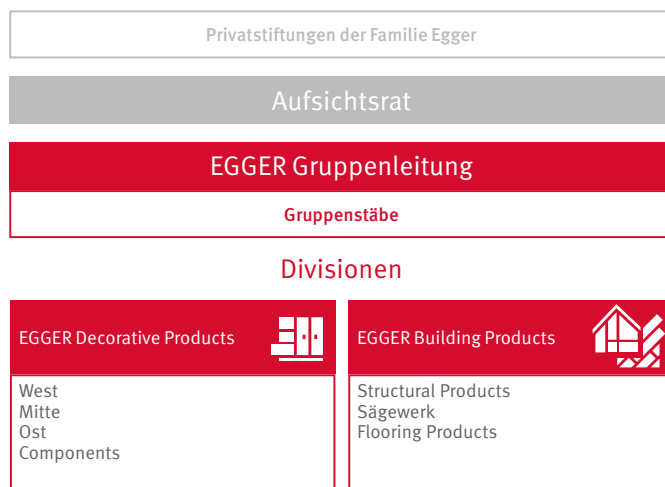 Privatstiftungen der Familie Egger
Aufsichtsrat
EGGER Gruppenleitung
Gruppenstäbe
Divisionen
EGGER Decorative Products
West
Mitte
Ost
Components
EGGER Building Products
Structural Products
Sägewerk
Flooring Products